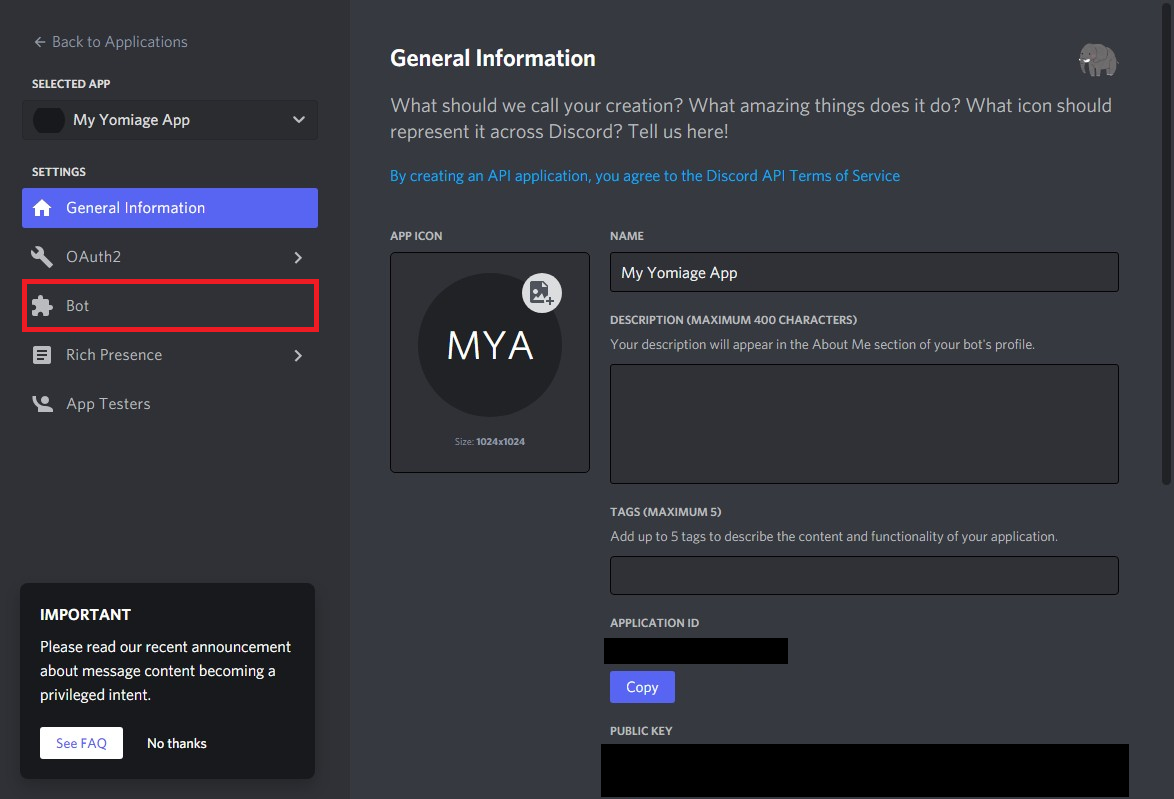 Back to Applications
SELECTED APP
My Yomiage App
SETTINGS
General Information
OAuth2
Bot
Rich Presence
App Testers
IMPORTANT
Please read our recent announcement
about message content becoming a
privileged intent.
See FAQ
No thanks
General Information
What should we call your creation? What amazing things does it do? What icon should
represent it across Discord? Tell us here!
By creating an API application, you agree to the Discord API Terms of Service
APP ICON
MYA
Size: 1024x1024
NAME
My Yomiage App
DESCRIPTION (MAXIMUM 400 CHARACTERS)
Your description will appear in the About Me section of your bot's profile.
TAGS (MAXIMUM 5)
Add up to 5 tags to describe the content and functionality of your application.
APPLICATION ID
Copy
PUBLIC KEY